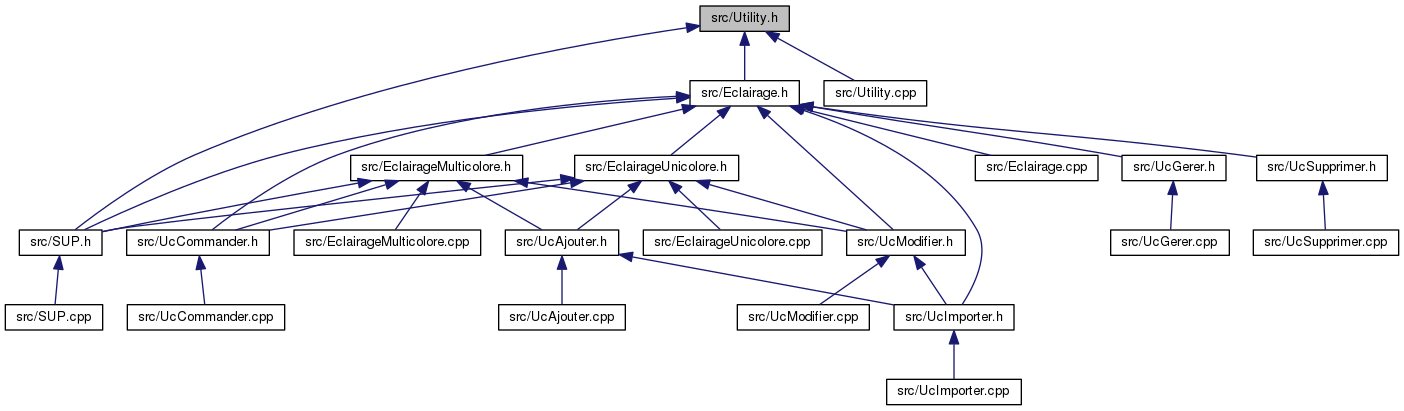 src/Utility.h
src/Eclairage.h
src/Utility.cpp
src/EclairageMulticolore.h
src/EclairageUnicolore.h
src/Eclairage.cpp
src/UcGerer.h
src/UcSupprimer.h
src/SUP.h
src/UcCommander.h
src/EclairageMulticolore.cpp
src/UcAjouter.h
src/EclairageUnicolore.cpp
src/UcModifier.h
src/UcGerer.cpp
src/UcSupprimer.cpp
src/SUP.cpp
src/UcCommander.cpp
src/UcAjouter.cpp
src/UcModifier.cpp
src/UcImporter.h
src/UcImporter.cpp